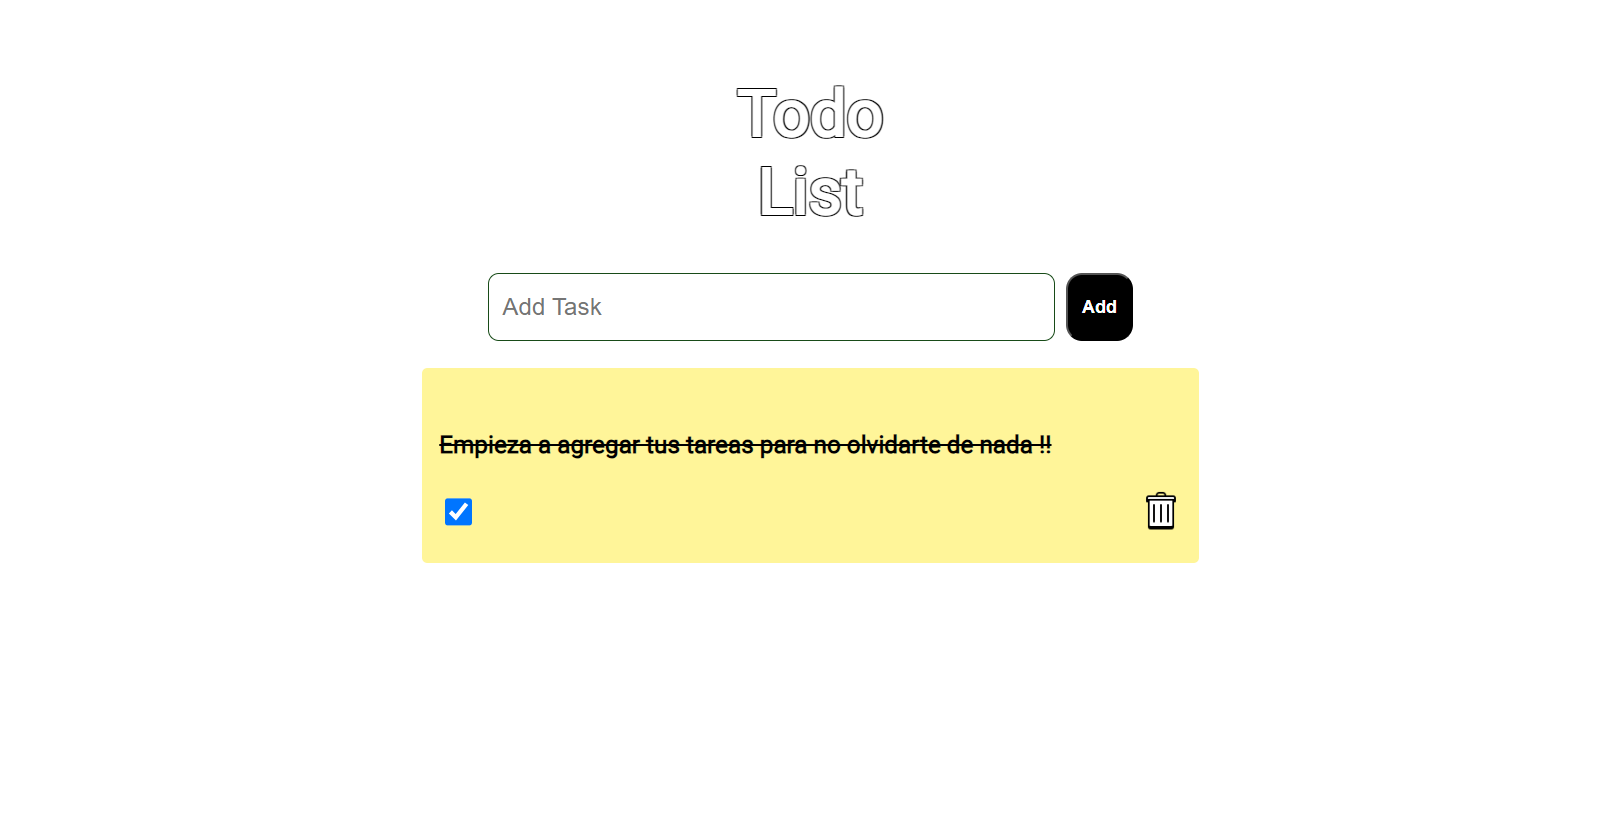 Todo
List
Add Task
Add
Empieza a agregar tus tareas para no olvidarte de nada !!